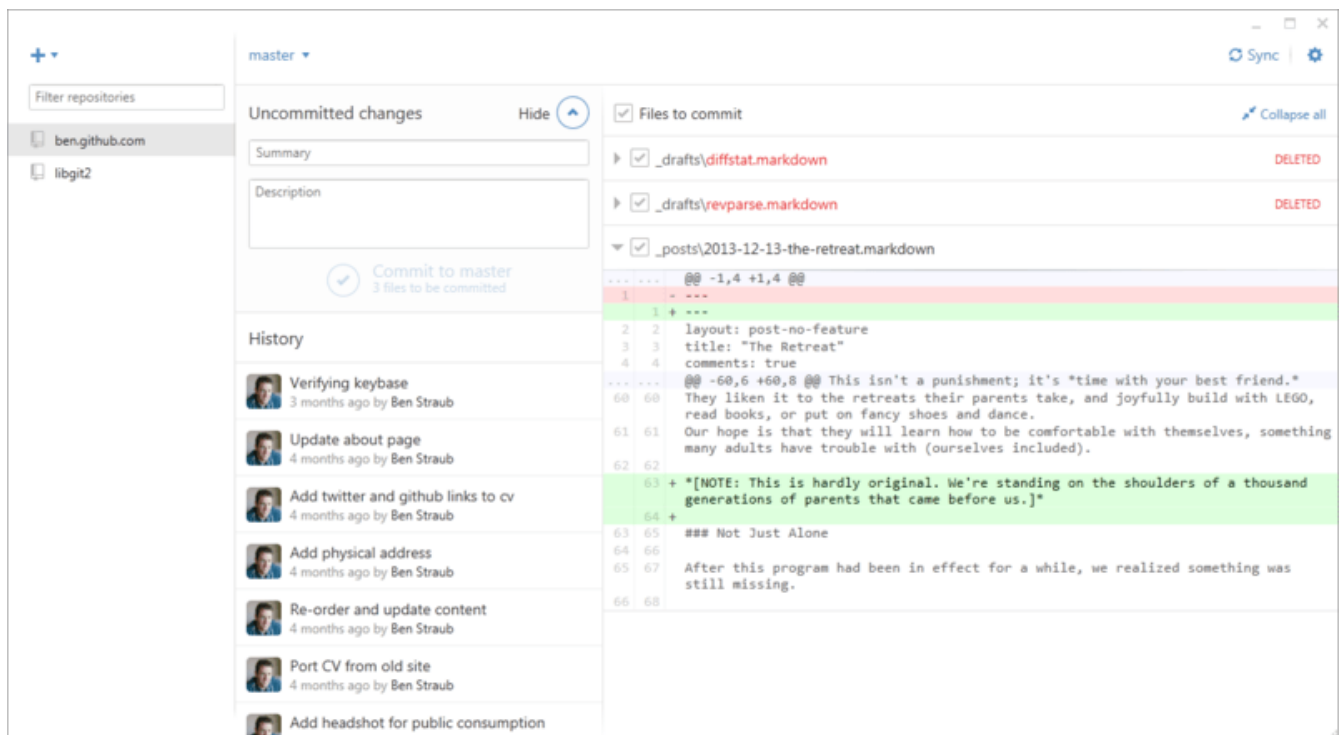 master
Sync
Filter repositories
ben.github.com
libgit2
Uncommitted changes
Hide
Summary
Description
Commit to master
3 files to be committed
History
Verifying keybase
3 months ago by Ben Straub
Update about page
4 months ago by Ben Straub
Add twitter and github links to cv
4 months ago by Ben Straub
Add physical address
4 months ago by Ben Straub
Re-order and update content
4 months ago by Ben Straub
Port CV from old site
4 months ago by Ben Straub
Add headshot for public consumption
Files to commit
Collapse all
_drafts\diffstat.markdown DELETED
_drafts\revparse.markdown DELETED
_posts\2013-12-13-the-retreat.markdown
... ... @@ -1,4 +1,4 @@
1 - ---
1 + ---
2 2 layout: post-no-feature
3 3 title: "The Retreat"
4 4 comments: true
... ... @@ -60,6 +60,8 @@ This isn't a punishment; it's *time with your best friend.*
60 60 They liken it to the retreats their parents take, and joyfully build with LEGO,
read books, or put on fancy shoes and dance.
61 61 Our hope is that they will learn how to be comfortable with themselves, something
many adults have trouble with (ourselves included).
62 62
63 + *[NOTE: This is hardly original. We're standing on the shoulders of a thousand
generations of parents that came before us.]*
64 +
63 65 ### Not Just Alone
64 66
65 67 After this program had been in effect for a while, we realized something was
still missing.
66 68